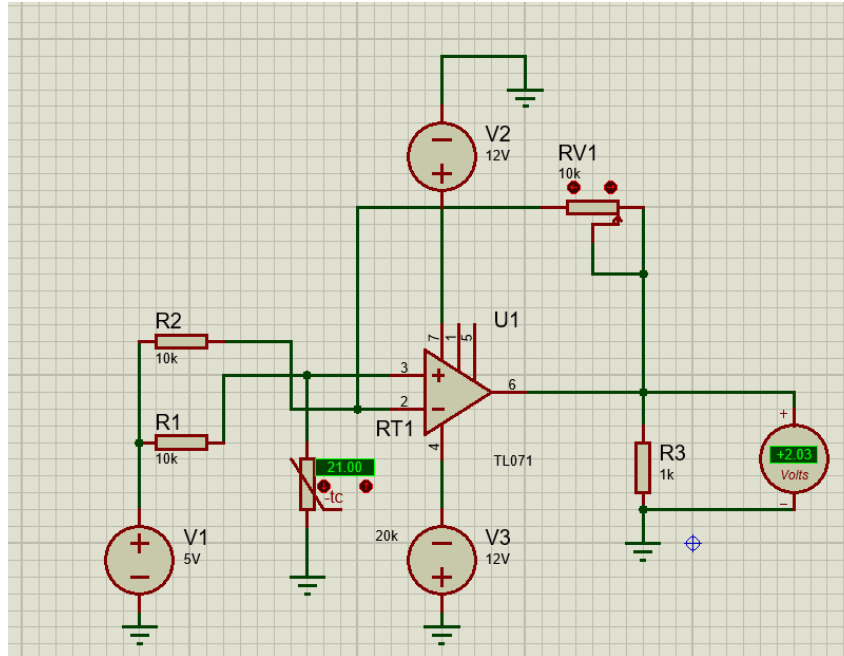 V2
12V
RV1
10k
U1
7
1
5
R2
10k
3
6
2
R1
10k
RT1
4
TL071
21.00
-tc
R3
1k
+
+2.03
Volts
-
V1
5V
20k
V3
12V